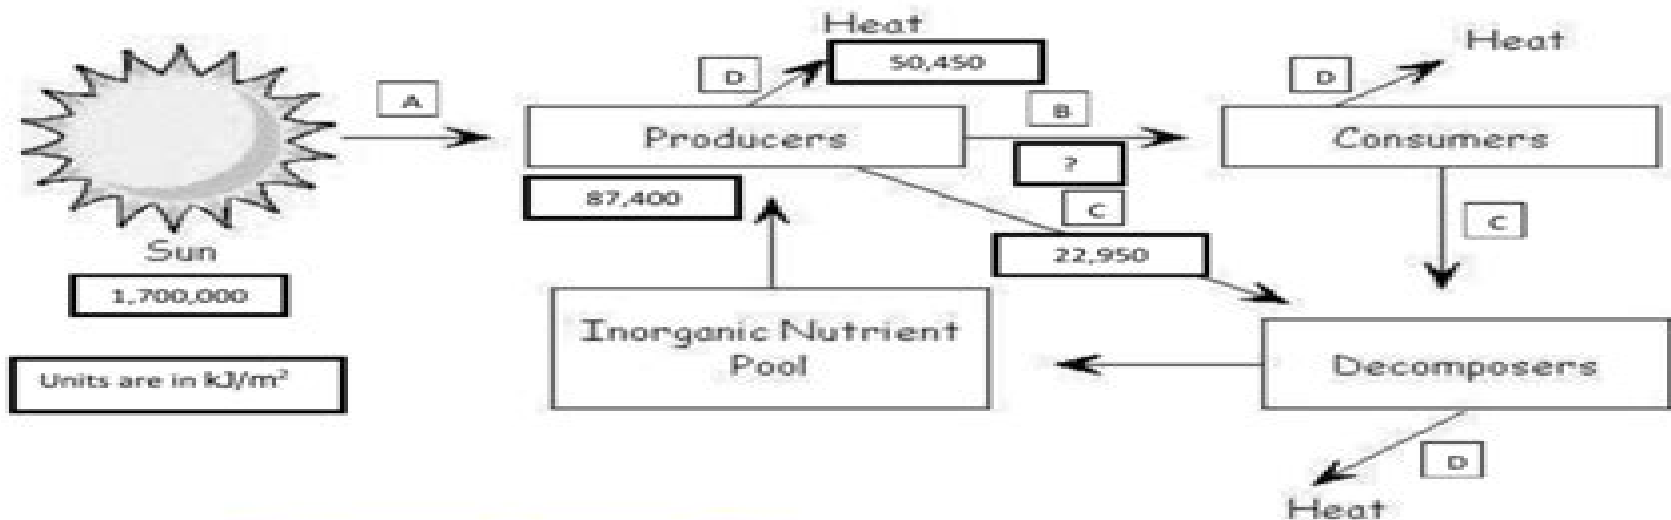 Heat
50,450
D
A
Producers
87,400
B
?
C
22,950
Heat
D
Consumers
C
Sun
1,700,000
Units are in kJ/m²
Inorganic Nutrient
Pool
Decomposers
D
Heat